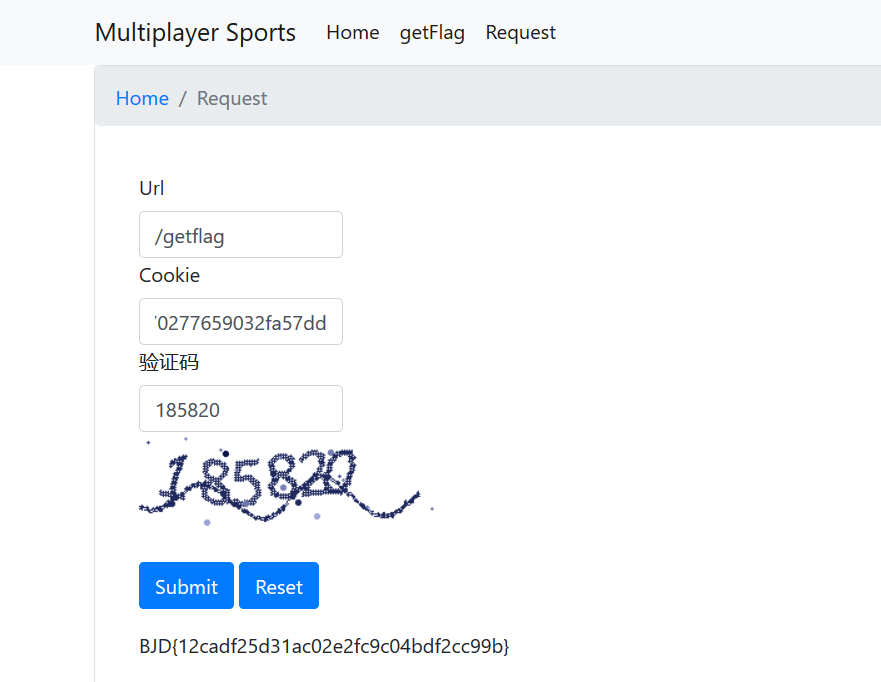 Multiplayer Sports Home getFlag Request
Home / Request
Url
/getflag
Cookie
0277659032fa57dd
验证码
185820
185820
Submit Reset
BJD{12cadf25d31ac02e2fc9c04bdf2cc99b}